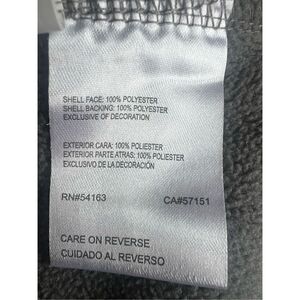 SHELL FACE: 100% POLYESTER
SHELL BACKING: 100% POLYESTER
EXCLUSIVE OF DECORATION
EXTERIOR CARA: 100% POLIESTER
EXTERIOR PARTE ATRAS: 100% POLIESTER
EXCLUSIVO DE LA DECORACIÓN
RN#54163 CA#57151
CARE ON REVERSE
CUIDADO AL REVERSO